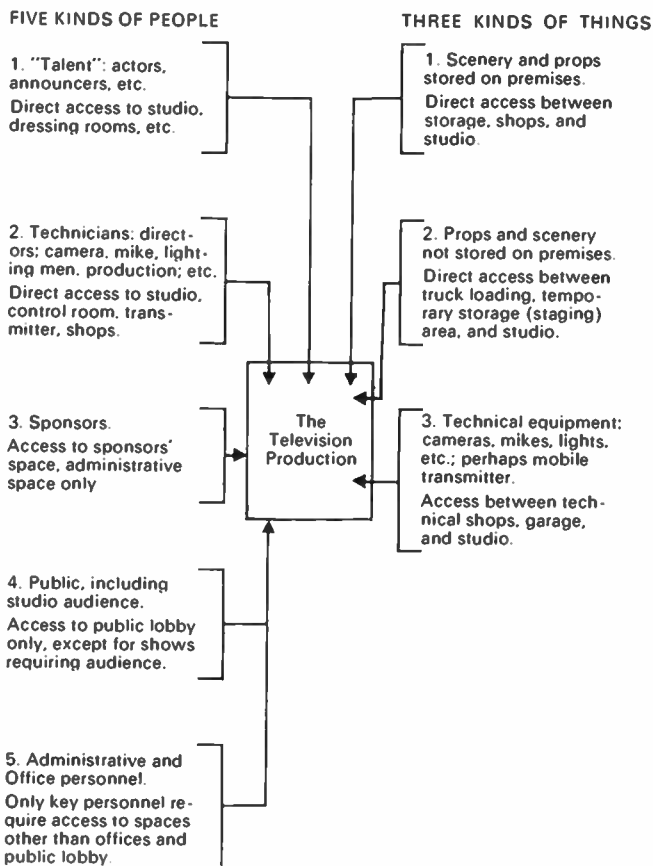 FIVE KINDS OF PEOPLE
1. "Talent": actors,
announcers, etc.
Direct access to studio,
dressing rooms, etc.
2. Technicians: direct-
ors; camera, mike, light-
ing men, production; etc.
Direct access to studio,
control room, trans-
mitter, shops.
3. Sponsors.
Access to sponsors'
space, administrative
space only
4. Public, including
studio audience.
Access to public lobby
only, except for shows
requiring audience.
5. Administrative and
Office personnel.
Only key personnel re-
quire access to spaces
other than offices and
public lobby.
The
Television
Production
THREE KINDS OF THINGS
1. Scenery and props
stored on premises.
Direct access between
storage, shops, and
studio.
2. Props and scenery
not stored on premises.
Direct access between
truck loading, tempo-
rary storage (staging)
area, and studio.
3. Technical equipment:
cameras, mikes, lights,
etc.; perhaps mobile
transmitter.
Access between tech-
nical shops, garage,
and studio.